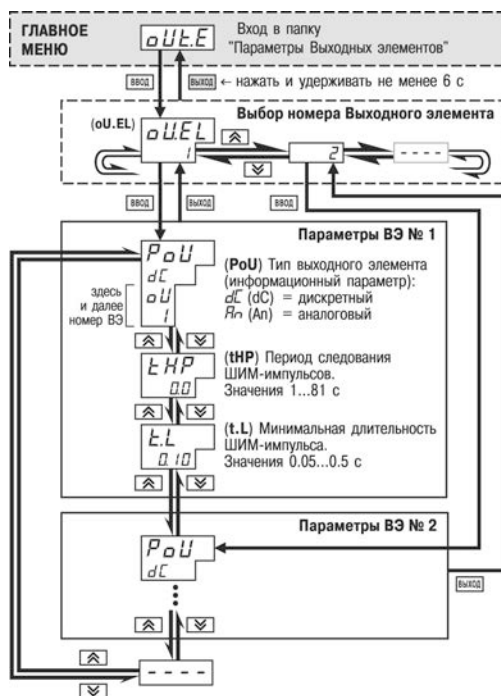 ГЛАВНОЕ
МЕНЮ
oUt.E
Вход в папку
"Параметры Выходных элементов"
ввод
выход
← нажать и удерживать не менее 6 с
Выбор номера Выходного элемента
(oU.EL)
oU.EL
1
2
- - - -
ввод
выход
ввод
Параметры ВЭ № 1
PoU
dC
oU
1
здесь
и далее
номер ВЭ
(PoU) Тип выходного элемента
(информационный параметр):
dC (dC) = дискретный
An (An) = аналоговый
tHP
0.0
(tHP) Период следования
ШИМ-импульсов.
Значения 1...81 с
t.L
0.10
(t.L) Минимальная длительность
ШИМ-импульса.
Значения 0.05...0.5 с
Параметры ВЭ № 2
PoU
dC
выход
- - - -